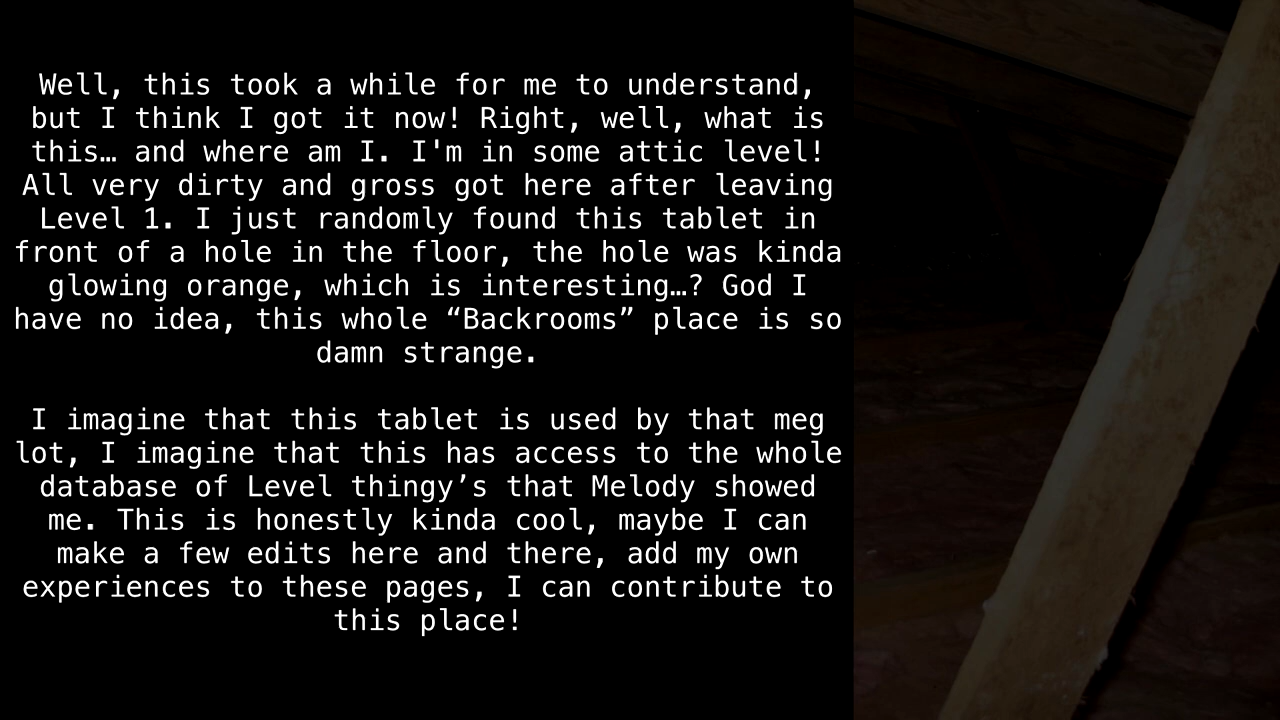 Well, this took a while for me to understand,
but I think I got it now! Right, well, what is
this… and where am I. I'm in some attic level!
All very dirty and gross got here after leaving
Level 1. I just randomly found this tablet in
front of a hole in the floor, the hole was kinda
glowing orange, which is interesting…? God I
have no idea, this whole “Backrooms” place is so
damn strange.
I imagine that this tablet is used by that meg
lot, I imagine that this has access to the whole
database of Level thingy’s that Melody showed
me. This is honestly kinda cool, maybe I can
make a few edits here and there, add my own
experiences to these pages, I can contribute to
this place!